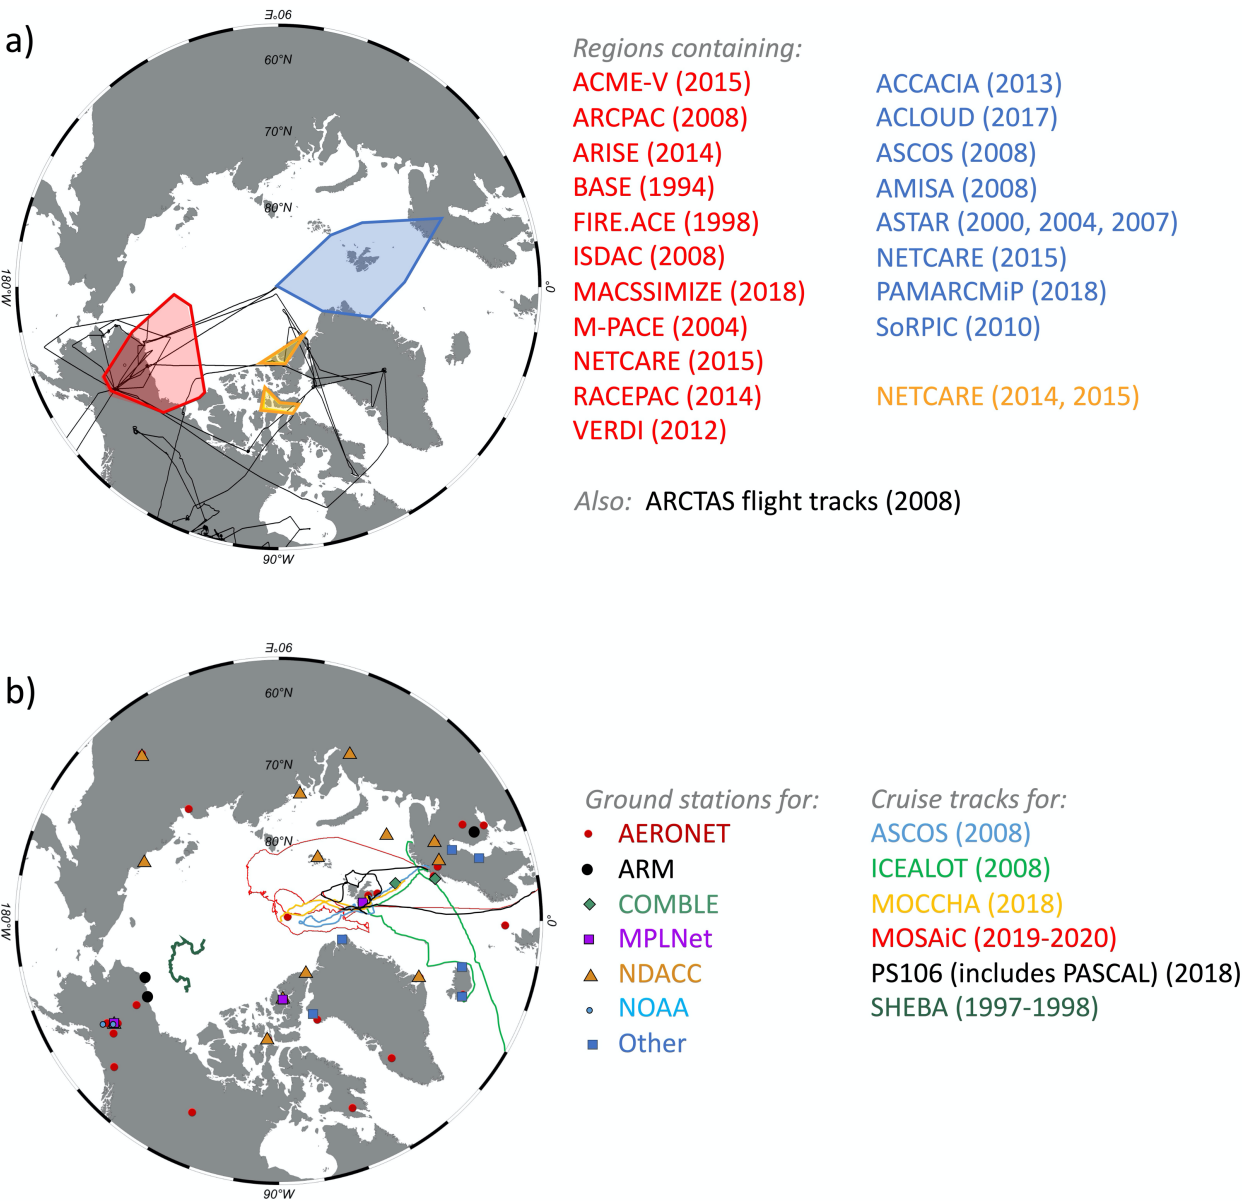 a)
90°E
60°N
70°N
80°N
180°W
0°
90°W
Regions containing:
ACME-V (2015)
ARCPAC (2008)
ARISE (2014)
BASE (1994)
FIRE.ACE (1998)
ISDAC (2008)
MACSSIMIZE (2018)
M-PACE (2004)
NETCARE (2015)
RACEPAC (2014)
VERDI (2012)
ACCACIA (2013)
ACLOUD (2017)
ASCOS (2008)
AMISA (2008)
ASTAR (2000, 2004, 2007)
NETCARE (2015)
PAMARCMiP (2018)
SoRPIC (2010)
NETCARE (2014, 2015)
Also: ARCTAS flight tracks (2008)
b)
90°E
60°N
70°N
80°N
180°W
0°
90°W
Ground stations for:
AERONET
ARM
COMBLE
MPLNet
NDACC
NOAA
Other
Cruise tracks for:
ASCOS (2008)
ICEALOT (2008)
MOCCHA (2018)
MOSAiC (2019-2020)
PS106 (includes PASCAL) (2018)
SHEBA (1997-1998)